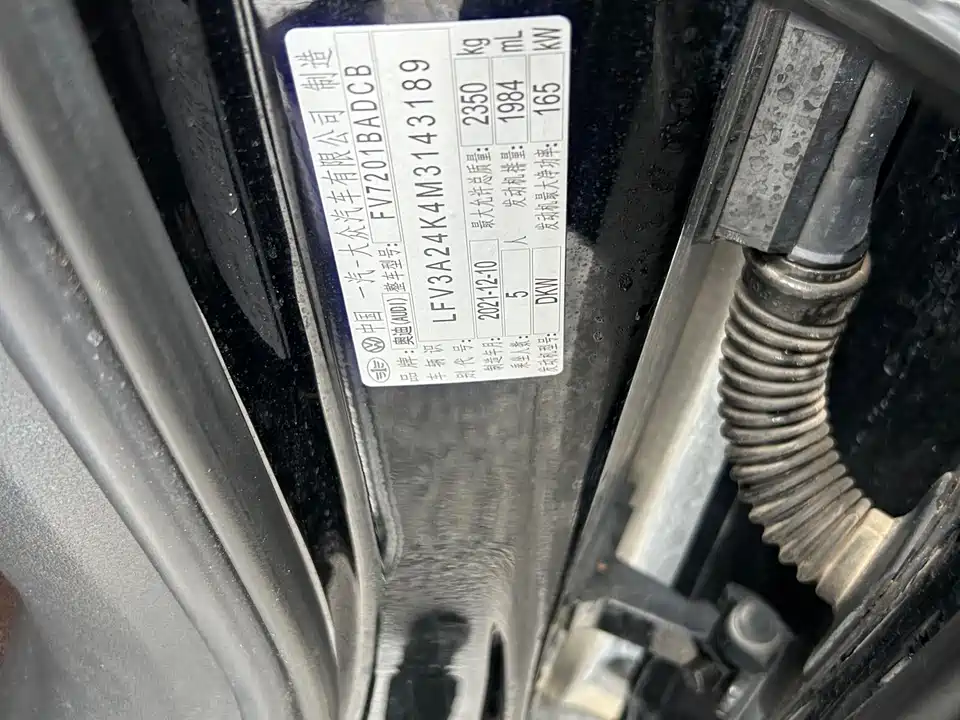 中国一汽-大众汽车有限公司 制造
品牌: 奥迪(AUDI) 整车型号: FV7201BADCB
车辆识别代号: LFV3A24K4M3143189
制造年月: 2021-12-10 最大允许总质量: 2350 kg
乘坐人数: 5 人 发动机排量: 1984 mL
发动机型号: DKW 发动机最大净功率: 165 kW